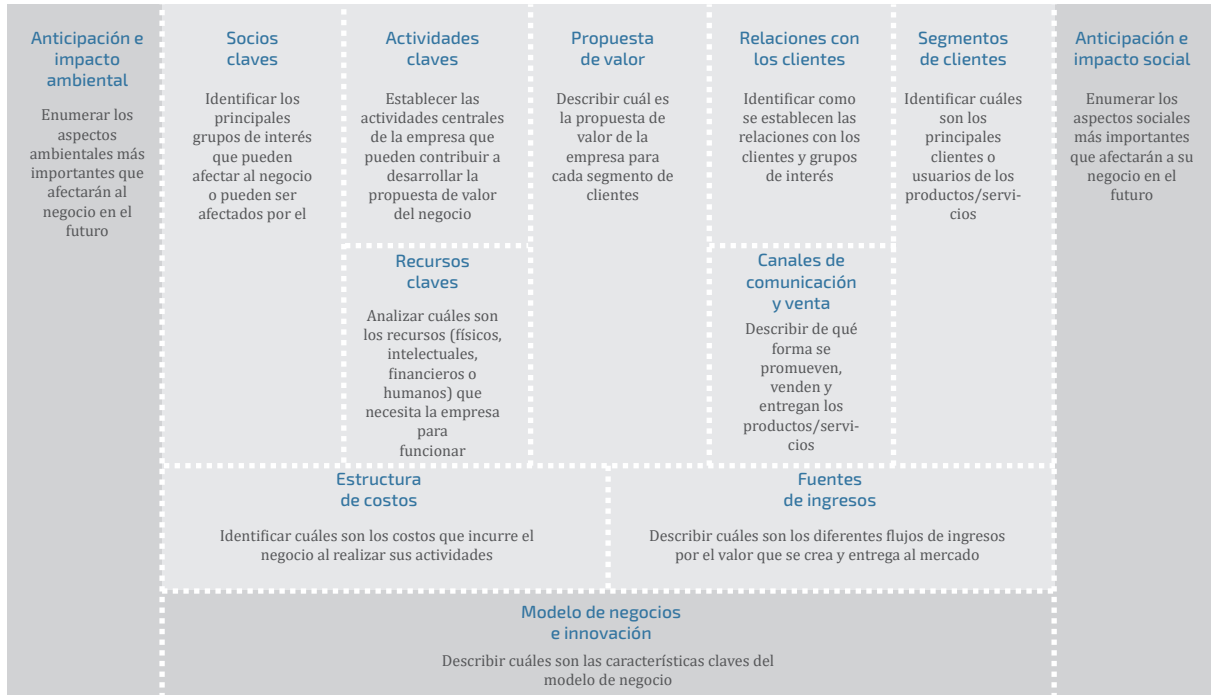 Anticipación e
impacto
ambiental
Enumerar los
aspectos
ambientales más
importantes que
afectarán al
negocio en el
futuro
Socios
claves
Identificar los
principales
grupos de interés
que pueden
afectar al negocio
o pueden ser
afectados por el
Actividades
claves
Establecer las
actividades centrales
de la empresa que
pueden contribuir a
desarrollar la
propuesta de valor
del negocio
Recursos
claves
Analizar cuáles son
los recursos (físicos,
intelectuales,
financieros o
humanos) que
necesita la empresa
para
funcionar
Propuesta
de valor
Describir cuál es
la propuesta de
valor de la
empresa para
cada segmento de
clientes
Relaciones con
los clientes
Identificar como
se establecen las
relaciones con los
clientes y grupos
de interés
Canales de
comunicación
y venta
Describir de qué
forma se
promueven,
venden y
entregan los
productos/servi-
cios
Segmentos
de clientes
Identificar cuáles
son los
principales
clientes o
usuarios de los
productos/servi-
cios
Anticipación e
impacto social
Enumerar los
aspectos sociales
más importantes
que afectarán a su
negocio en el
futuro
Estructura
de costos
Identificar cuáles son los costos que incurre el
negocio al realizar sus actividades
Fuentes
de ingresos
Describir cuáles son los diferentes flujos de ingresos
por el valor que se crea y entrega al mercado
Modelo de negocios
e innovación
Describir cuáles son las características claves del
modelo de negocio